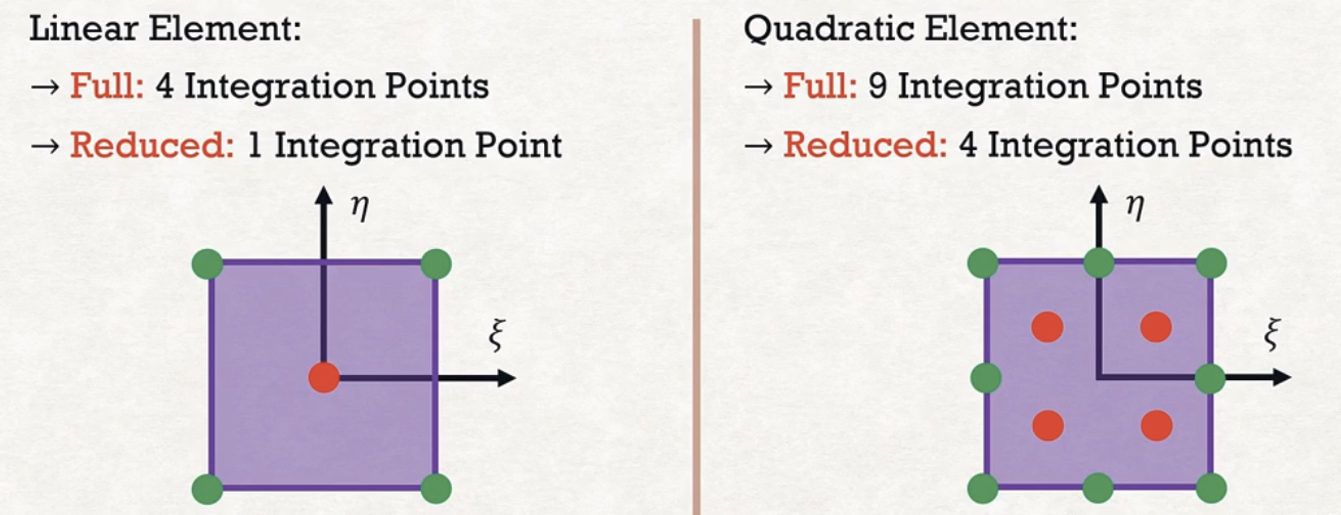 Linear Element:
→ Full: 4 Integration Points
→ Reduced: 1 Integration Point
η
ξ
Quadratic Element:
→ Full: 9 Integration Points
→ Reduced: 4 Integration Points
η
ξ